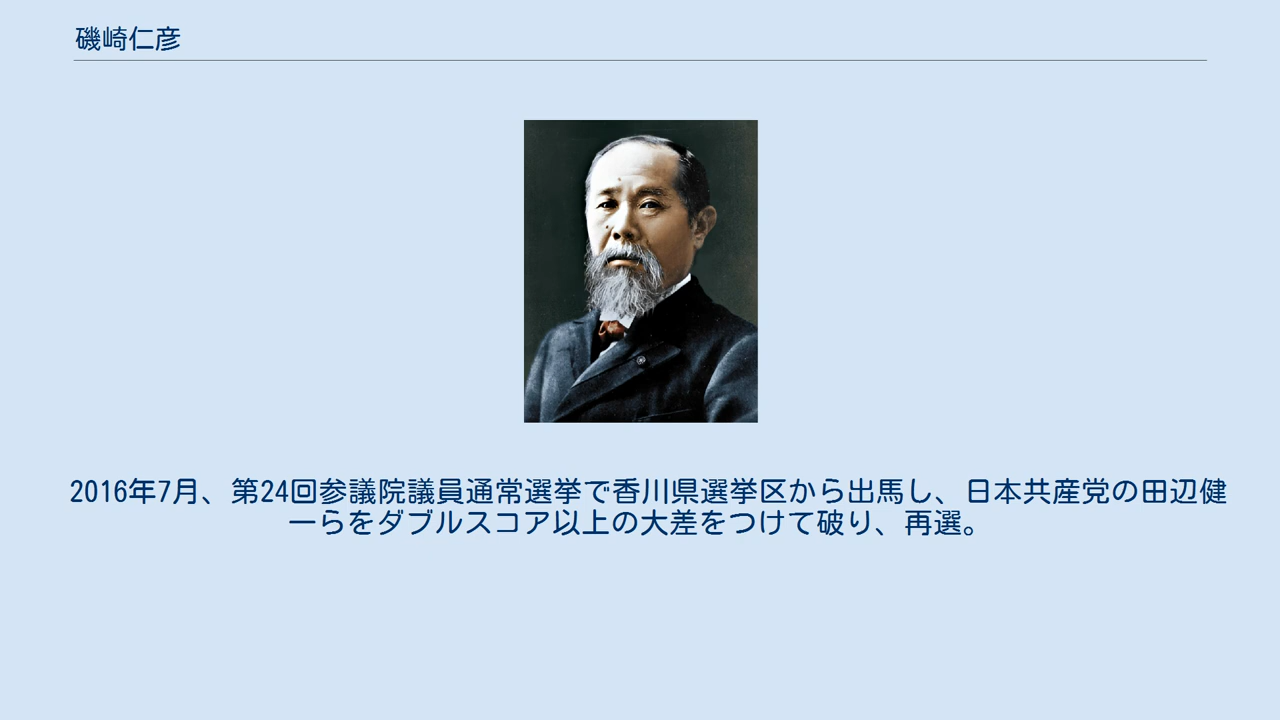 磯崎仁彦
2016年7月、第24回参議院議員通常選挙で香川県選挙区から出馬し、日本共産党の田辺健
一らをダブルスコア以上の大差をつけて破り、再選。